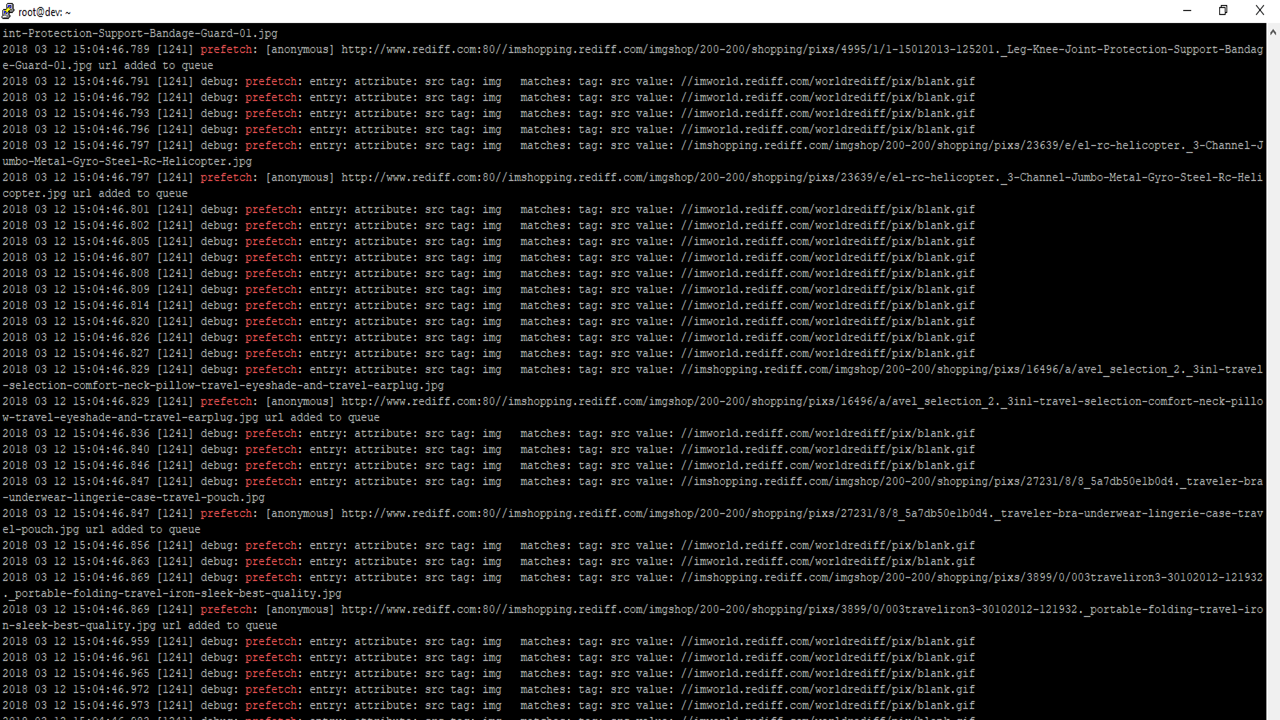 root@dev: ~
int-Protection-Support-Bandage-Guard-01.jpg
2018 03 12 15:04:46.789 [1241] prefetch: [anonymous] http://www.rediff.com:80//imshopping.rediff.com/imgshop/200-200/shopping/pixs/4995/1/1-15012013-125201._Leg-Knee-Joint-Protection-Support-Bandag
e-Guard-01.jpg url added to queue
2018 03 12 15:04:46.791 [1241] debug: prefetch: entry: attribute: src tag: img   matches: tag: src value: //imworld.rediff.com/worldrediff/pix/blank.gif
2018 03 12 15:04:46.792 [1241] debug: prefetch: entry: attribute: src tag: img   matches: tag: src value: //imworld.rediff.com/worldrediff/pix/blank.gif
2018 03 12 15:04:46.793 [1241] debug: prefetch: entry: attribute: src tag: img   matches: tag: src value: //imworld.rediff.com/worldrediff/pix/blank.gif
2018 03 12 15:04:46.796 [1241] debug: prefetch: entry: attribute: src tag: img   matches: tag: src value: //imworld.rediff.com/worldrediff/pix/blank.gif
2018 03 12 15:04:46.797 [1241] debug: prefetch: entry: attribute: src tag: img   matches: tag: src value: //imshopping.rediff.com/imgshop/200-200/shopping/pixs/23639/e/el-rc-helicopter._3-Channel-J
umbo-Metal-Gyro-Steel-Rc-Helicopter.jpg
2018 03 12 15:04:46.797 [1241] prefetch: [anonymous] http://www.rediff.com:80//imshopping.rediff.com/imgshop/200-200/shopping/pixs/23639/e/el-rc-helicopter._3-Channel-Jumbo-Metal-Gyro-Steel-Rc-Heli
copter.jpg url added to queue
2018 03 12 15:04:46.801 [1241] debug: prefetch: entry: attribute: src tag: img   matches: tag: src value: //imworld.rediff.com/worldrediff/pix/blank.gif
2018 03 12 15:04:46.802 [1241] debug: prefetch: entry: attribute: src tag: img   matches: tag: src value: //imworld.rediff.com/worldrediff/pix/blank.gif
2018 03 12 15:04:46.805 [1241] debug: prefetch: entry: attribute: src tag: img   matches: tag: src value: //imworld.rediff.com/worldrediff/pix/blank.gif
2018 03 12 15:04:46.807 [1241] debug: prefetch: entry: attribute: src tag: img   matches: tag: src value: //imworld.rediff.com/worldrediff/pix/blank.gif
2018 03 12 15:04:46.808 [1241] debug: prefetch: entry: attribute: src tag: img   matches: tag: src value: //imworld.rediff.com/worldrediff/pix/blank.gif
2018 03 12 15:04:46.809 [1241] debug: prefetch: entry: attribute: src tag: img   matches: tag: src value: //imworld.rediff.com/worldrediff/pix/blank.gif
2018 03 12 15:04:46.814 [1241] debug: prefetch: entry: attribute: src tag: img   matches: tag: src value: //imworld.rediff.com/worldrediff/pix/blank.gif
2018 03 12 15:04:46.820 [1241] debug: prefetch: entry: attribute: src tag: img   matches: tag: src value: //imworld.rediff.com/worldrediff/pix/blank.gif
2018 03 12 15:04:46.826 [1241] debug: prefetch: entry: attribute: src tag: img   matches: tag: src value: //imworld.rediff.com/worldrediff/pix/blank.gif
2018 03 12 15:04:46.827 [1241] debug: prefetch: entry: attribute: src tag: img   matches: tag: src value: //imworld.rediff.com/worldrediff/pix/blank.gif
2018 03 12 15:04:46.829 [1241] debug: prefetch: entry: attribute: src tag: img   matches: tag: src value: //imshopping.rediff.com/imgshop/200-200/shopping/pixs/16496/a/avel_selection_2._3in1-travel
-selection-comfort-neck-pillow-travel-eyeshade-and-travel-earplug.jpg
2018 03 12 15:04:46.829 [1241] prefetch: [anonymous] http://www.rediff.com:80//imshopping.rediff.com/imgshop/200-200/shopping/pixs/16496/a/avel_selection_2._3in1-travel-selection-comfort-neck-pillo
w-travel-eyeshade-and-travel-earplug.jpg url added to queue
2018 03 12 15:04:46.836 [1241] debug: prefetch: entry: attribute: src tag: img   matches: tag: src value: //imworld.rediff.com/worldrediff/pix/blank.gif
2018 03 12 15:04:46.840 [1241] debug: prefetch: entry: attribute: src tag: img   matches: tag: src value: //imworld.rediff.com/worldrediff/pix/blank.gif
2018 03 12 15:04:46.846 [1241] debug: prefetch: entry: attribute: src tag: img   matches: tag: src value: //imworld.rediff.com/worldrediff/pix/blank.gif
2018 03 12 15:04:46.847 [1241] debug: prefetch: entry: attribute: src tag: img   matches: tag: src value: //imshopping.rediff.com/imgshop/200-200/shopping/pixs/27231/8/8_5a7db50e1b0d4._traveler-bra
-underwear-lingerie-case-travel-pouch.jpg
2018 03 12 15:04:46.847 [1241] prefetch: [anonymous] http://www.rediff.com:80//imshopping.rediff.com/imgshop/200-200/shopping/pixs/27231/8/8_5a7db50e1b0d4._traveler-bra-underwear-lingerie-case-trav
el-pouch.jpg url added to queue
2018 03 12 15:04:46.856 [1241] debug: prefetch: entry: attribute: src tag: img   matches: tag: src value: //imworld.rediff.com/worldrediff/pix/blank.gif
2018 03 12 15:04:46.863 [1241] debug: prefetch: entry: attribute: src tag: img   matches: tag: src value: //imworld.rediff.com/worldrediff/pix/blank.gif
2018 03 12 15:04:46.869 [1241] debug: prefetch: entry: attribute: src tag: img   matches: tag: src value: //imshopping.rediff.com/imgshop/200-200/shopping/pixs/3899/0/003traveliron3-30102012-121932
._portable-folding-travel-iron-sleek-best-quality.jpg
2018 03 12 15:04:46.869 [1241] prefetch: [anonymous] http://www.rediff.com:80//imshopping.rediff.com/imgshop/200-200/shopping/pixs/3899/0/003traveliron3-30102012-121932._portable-folding-travel-iro
n-sleek-best-quality.jpg url added to queue
2018 03 12 15:04:46.959 [1241] debug: prefetch: entry: attribute: src tag: img   matches: tag: src value: //imworld.rediff.com/worldrediff/pix/blank.gif
2018 03 12 15:04:46.961 [1241] debug: prefetch: entry: attribute: src tag: img   matches: tag: src value: //imworld.rediff.com/worldrediff/pix/blank.gif
2018 03 12 15:04:46.965 [1241] debug: prefetch: entry: attribute: src tag: img   matches: tag: src value: //imworld.rediff.com/worldrediff/pix/blank.gif
2018 03 12 15:04:46.972 [1241] debug: prefetch: entry: attribute: src tag: img   matches: tag: src value: //imworld.rediff.com/worldrediff/pix/blank.gif
2018 03 12 15:04:46.973 [1241] debug: prefetch: entry: attribute: src tag: img   matches: tag: src value: //imworld.rediff.com/worldrediff/pix/blank.gif